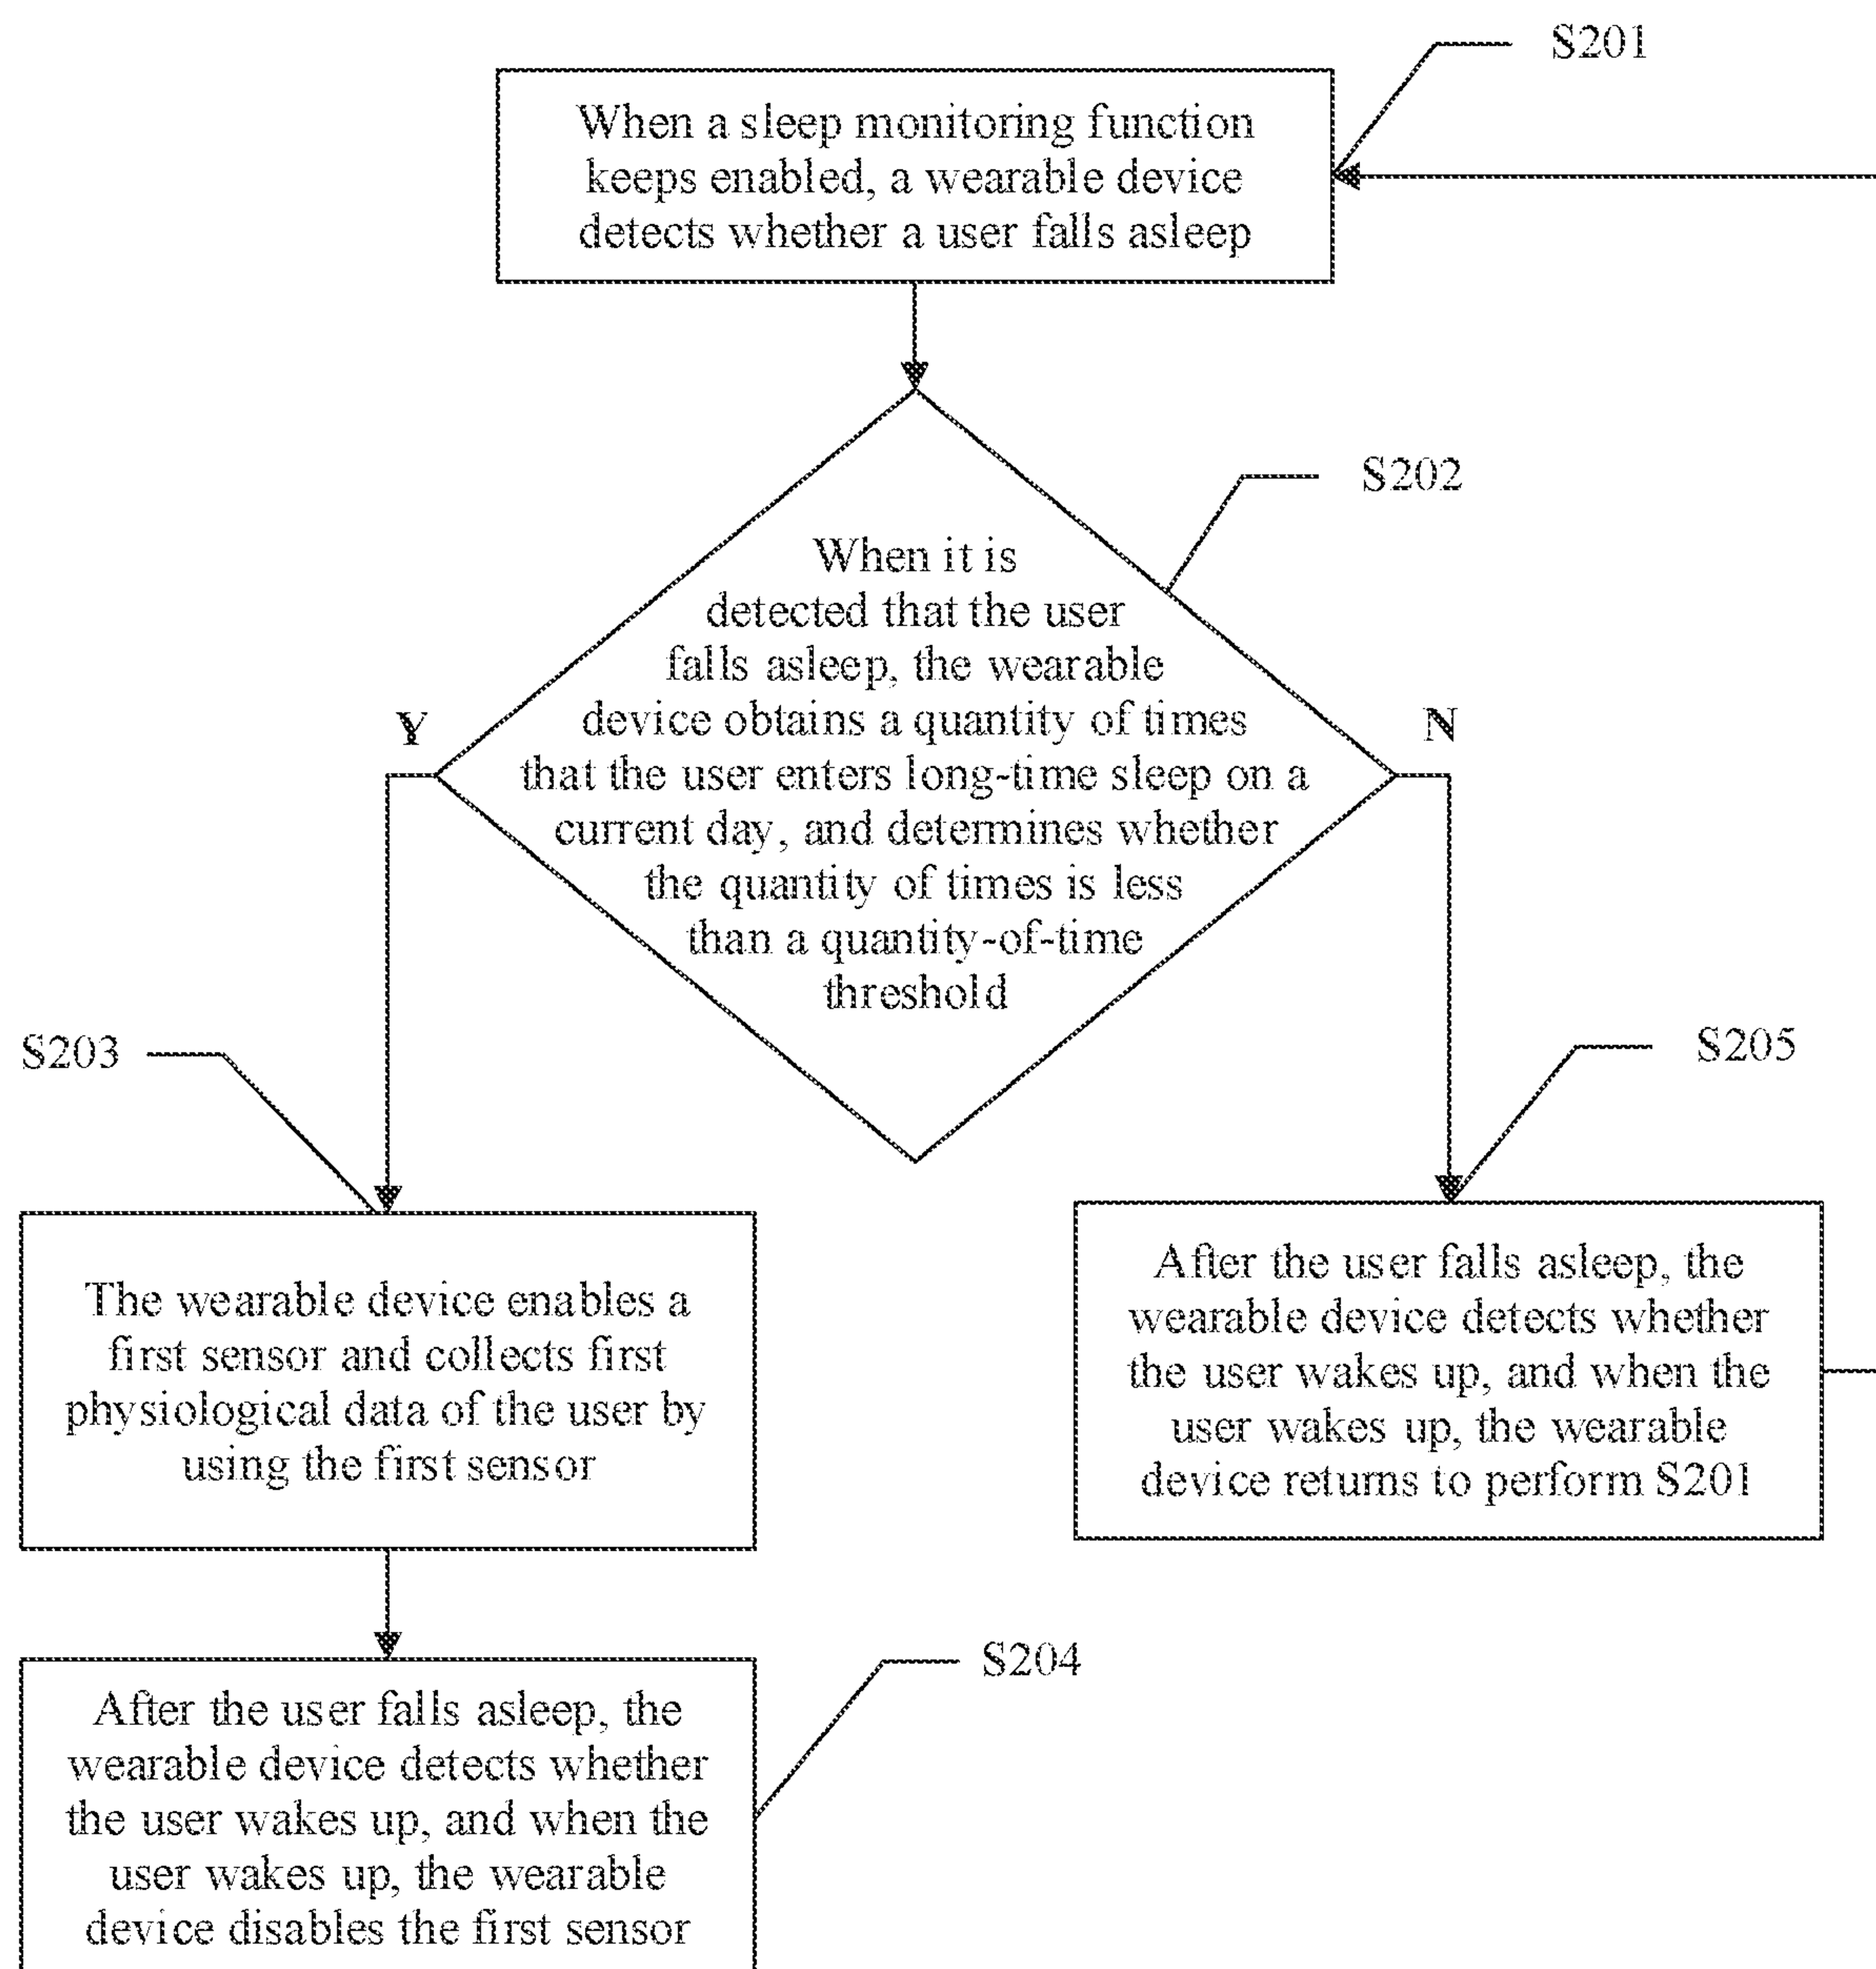 S201
When a sleep monitoring function
keeps enabled, a wearable device
detects whether a user falls asleep
S202
When it is
detected that the user
falls asleep, the wearable
device obtains a quantity of times
that the user enters long-time sleep on a
current day, and determines whether
the quantity of times is less
than a quantity-of-time
threshold
Y
N
S203
S205
The wearable device enables a
first sensor and collects first
physiological data of the user by
using the first sensor
After the user falls asleep, the
wearable device detects whether
the user wakes up, and when the
user wakes up, the wearable
device returns to perform S201
S204
After the user falls asleep, the
wearable device detects whether
the user wakes up, and when the
user wakes up, the wearable
device disables the first sensor